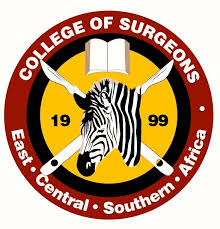 COLLEGE OF SURGEONS
19 99
East • Central • Southern • Africa •